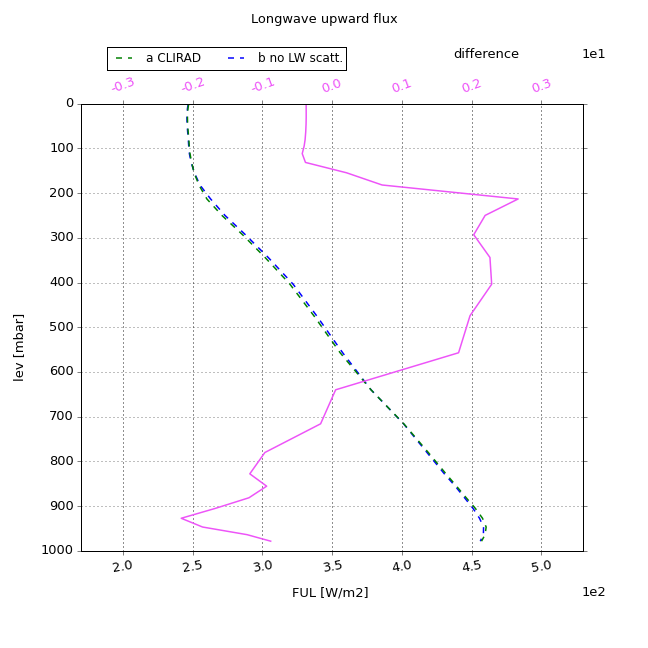 Longwave upward flux
a CLIRAD b no LW scatt.
difference 1e1
-0.3 -0.2 -0.1 0.0 0.1 0.2 0.3
0
100
200
300
400
500
600
700
800
900
1000
lev [mbar]
2.0 2.5 3.0 3.5 4.0 4.5 5.0
FUL [W/m2] 1e2